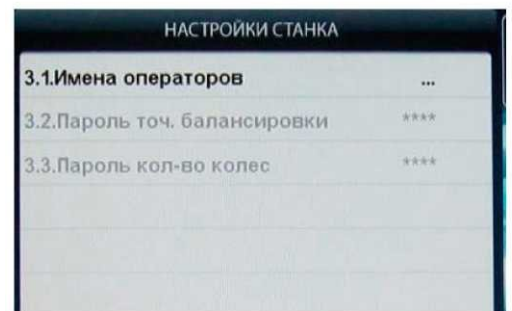 НАСТРОЙКИ СТАНКА
3.1.Имена операторов ...
3.2.Пароль точ. балансировки ****
3.3.Пароль кол-во колес ****